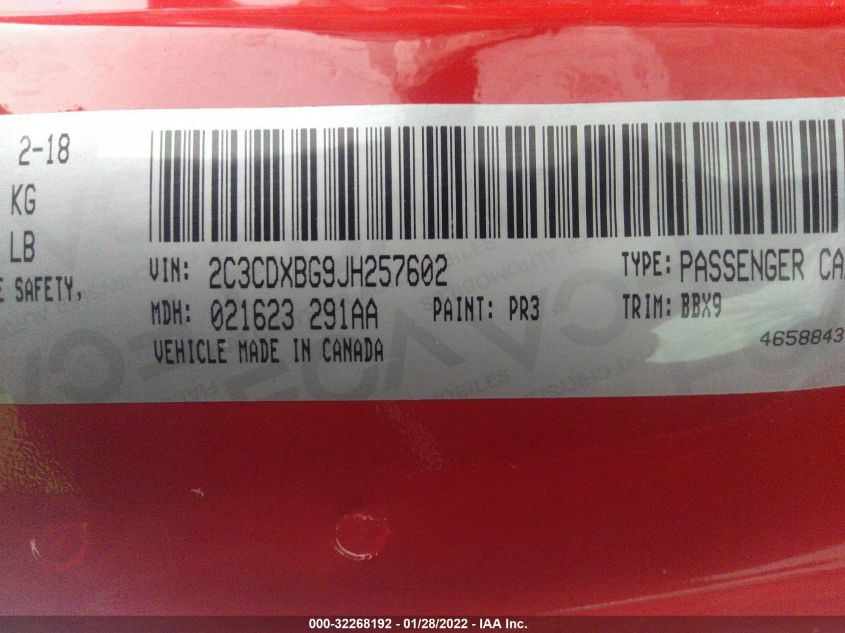 2-18
KG
LB
E SAFETY,
VIN: 2C3CDXBG9JH257602 TYPE: PASSENGER CA
MDH: 021623 291AA PAINT: PR3 TRIM: BBX9
VEHICLE MADE IN CANADA
4658843
000-32268192 - 01/28/2022 - IAA Inc.